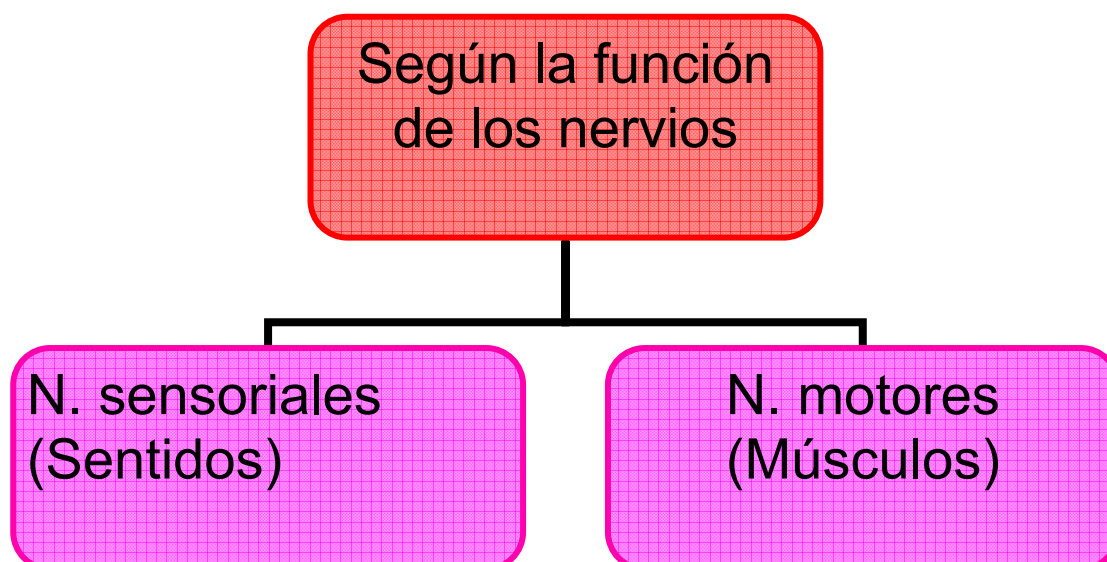 Según la función
de los nervios
N. sensoriales
(Sentidos)
N. motores
(Músculos)